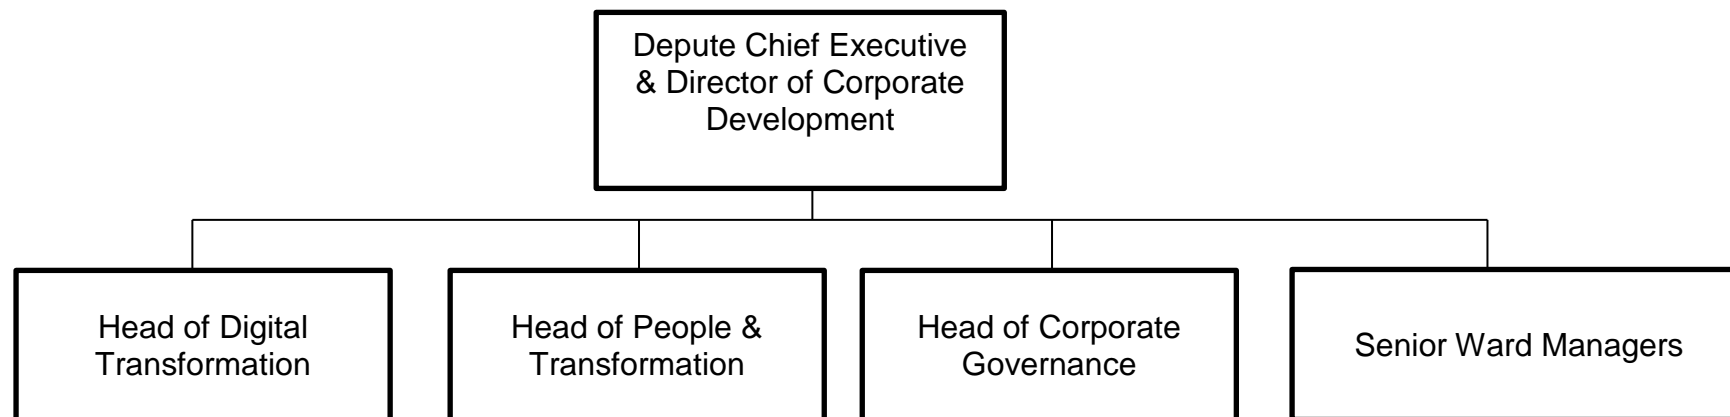 Depute Chief Executive
& Director of Corporate
Development
Head of Digital
Transformation
Head of People &
Transformation
Head of Corporate
Governance
Senior Ward Managers